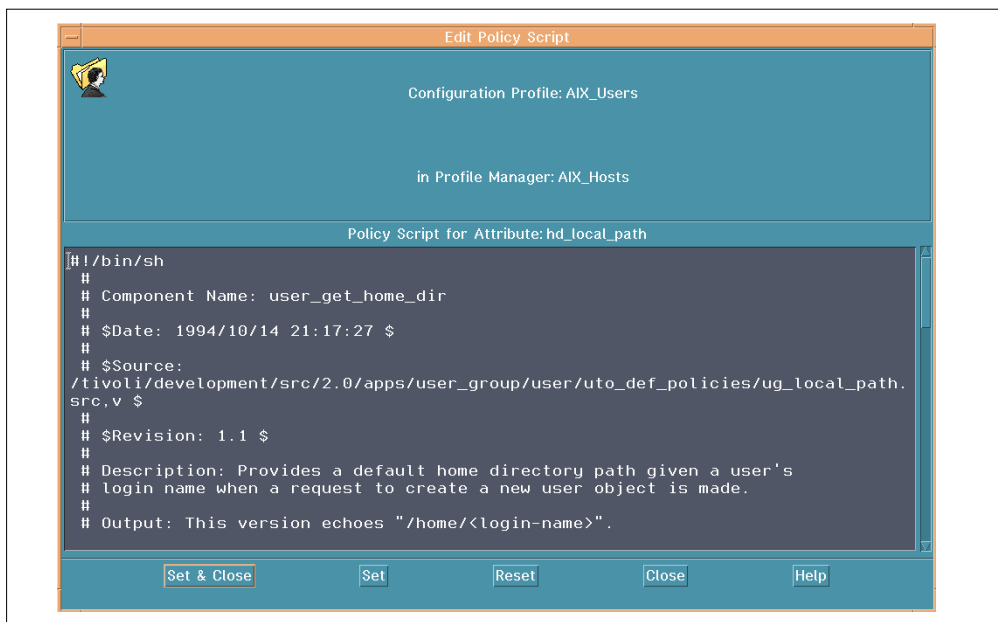 Edit Policy Script
Configuration Profile: AIX_Users
in Profile Manager: AIX_Hosts
Policy Script for Attribute: hd_local_path
#!/bin/sh
#
# Component Name: user_get_home_dir
#
# $Date: 1994/10/14 21:17:27 $
#
# $Source:
/tivoli/development/src/2.0/apps/user_group/user/uto_def_policies/ug_local_path.
src,v $
#
# $Revision: 1.1 $
#
# Description: Provides a default home directory path given a user's
# login name when a request to create a new user object is made.
#
# Output: This version echoes "/home/<login-name>".
Set & Close Set Reset Close Help